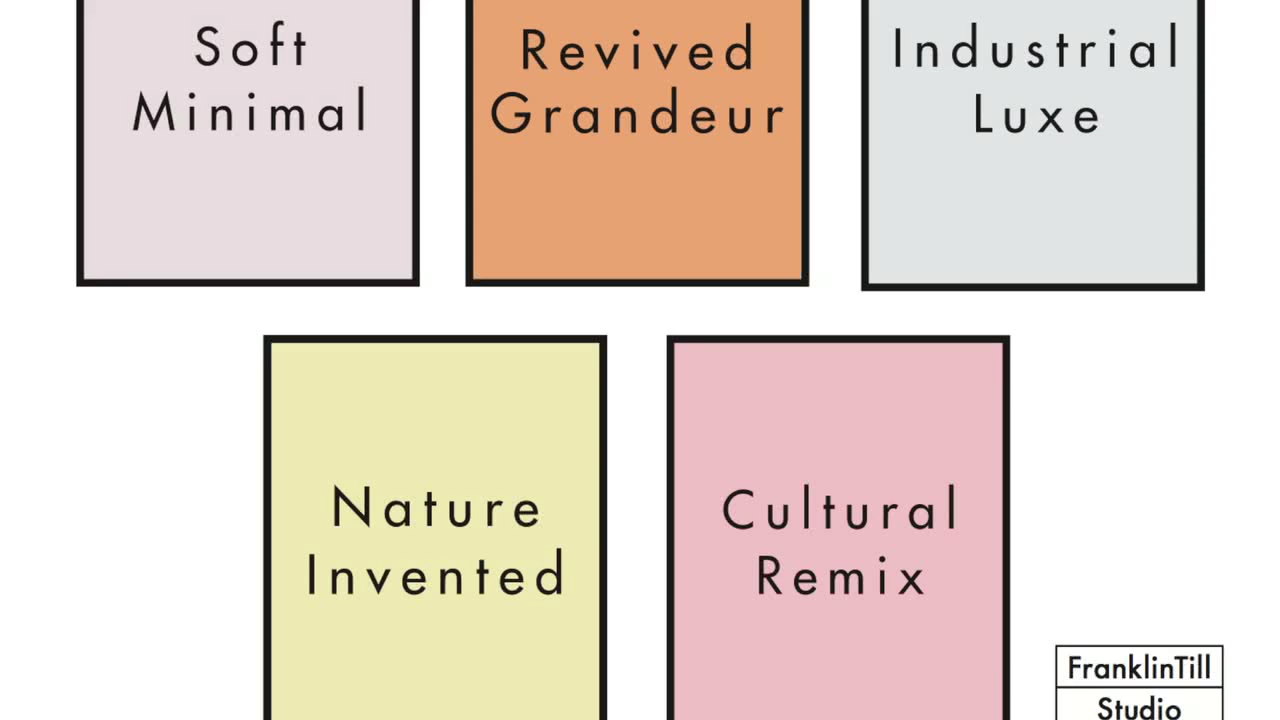 Soft
Minimal
Revived
Grandeur
Industrial
Luxe
Nature
Invented
Cultural
Remix
FranklinTill
Studio